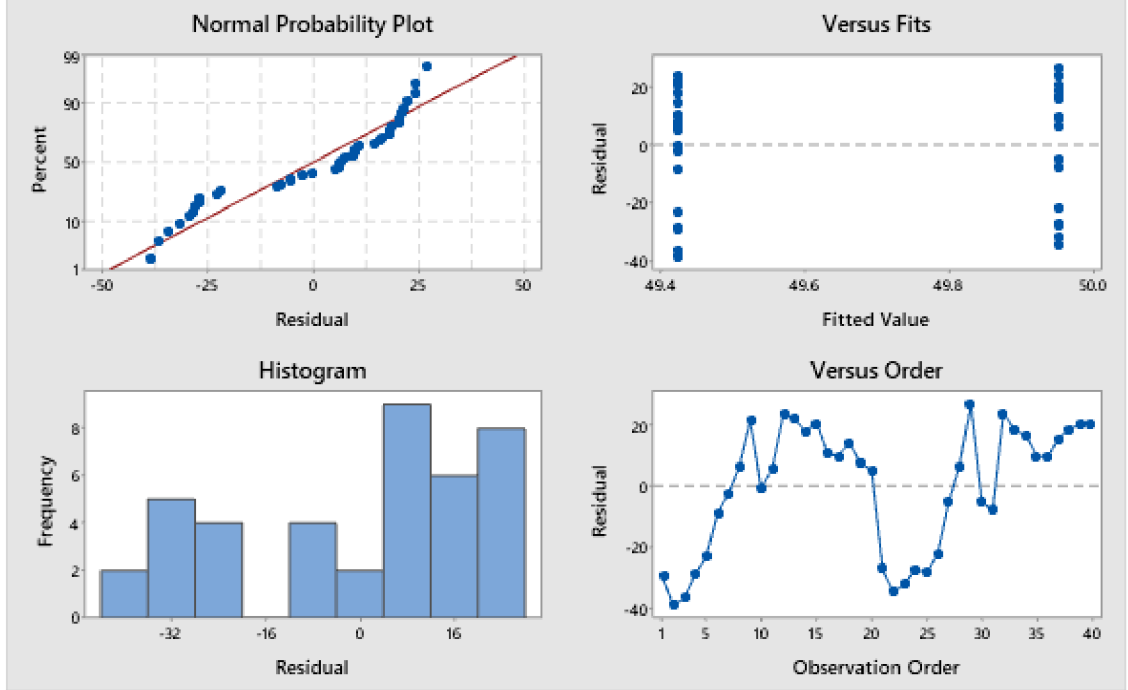 Normal Probability Plot
99
90
50
10
1
Percent
-50 -25 0 25 50
Residual
Versus Fits
20
0
-20
-40
Residual
49.4 49.6 49.8 50.0
Fitted Value
Histogram
8
6
4
2
0
Frequency
-32 -16 0 16
Residual
Versus Order
20
0
-20
-40
Residual
1 5 10 15 20 25 30 35 40
Observation Order